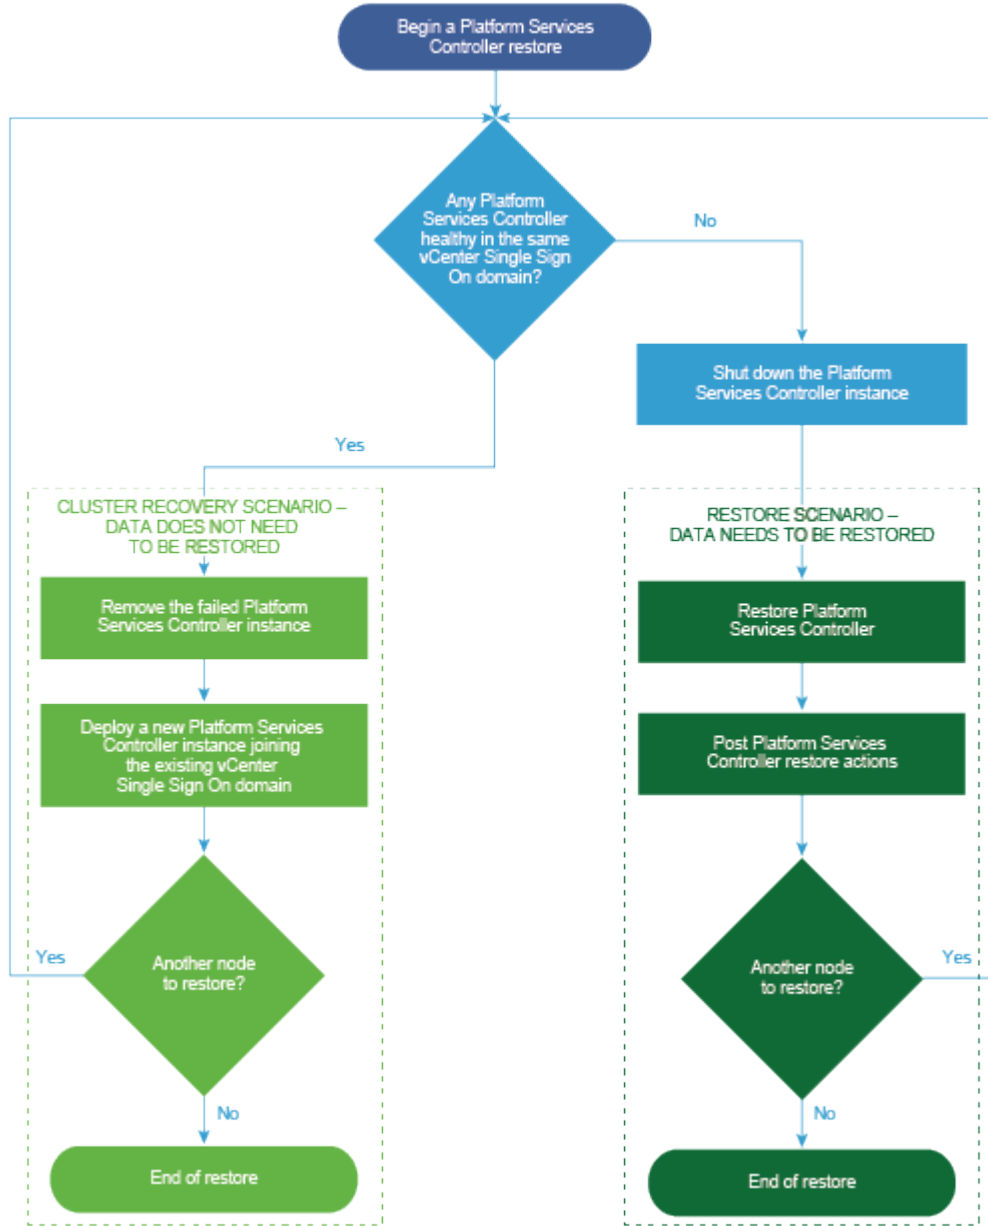 Begin a Platform Services
Controller restore
Any Platform
Services Controller
healthy in the same
vCenter Single Sign
On domain?
No
Shut down the Platform
Services Controller instance
Yes
CLUSTER RECOVERY SCENARIO –
DATA DOES NOT NEED
TO BE RESTORED
Remove the failed Platform
Services Controller instance
Deploy a new Platform Services
Controller instance joining
the existing vCenter
Single Sign On domain
Another node
to restore?
Yes
No
End of restore
RESTORE SCENARIO –
DATA NEEDS TO BE RESTORED
Restore Platform
Services Controller
Post Platform Services
Controller restore actions
Another node
to restore?
Yes
No
End of restore